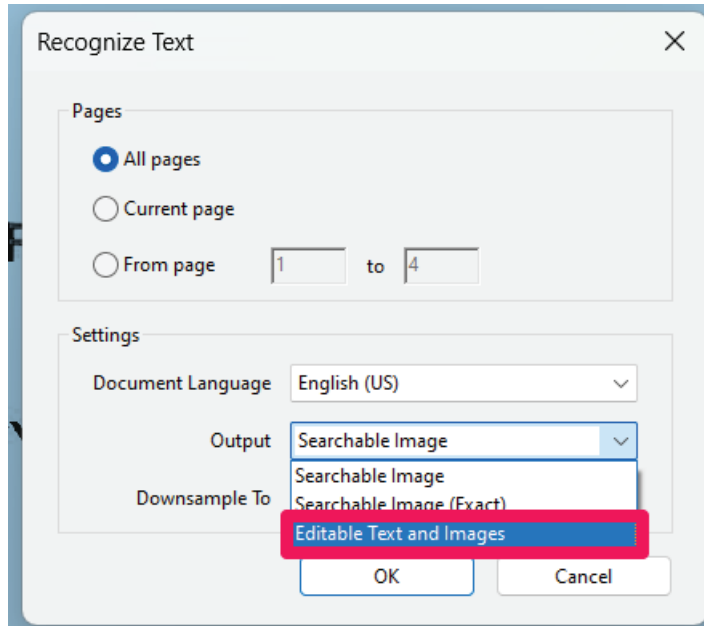 Recognize Text
Pages
All pages
Current page
From page 1 to 4
Settings
Document Language English (US)
Output Searchable Image
Searchable Image
Downsample To Searchable Image (Exact)
Editable Text and Images
OK Cancel